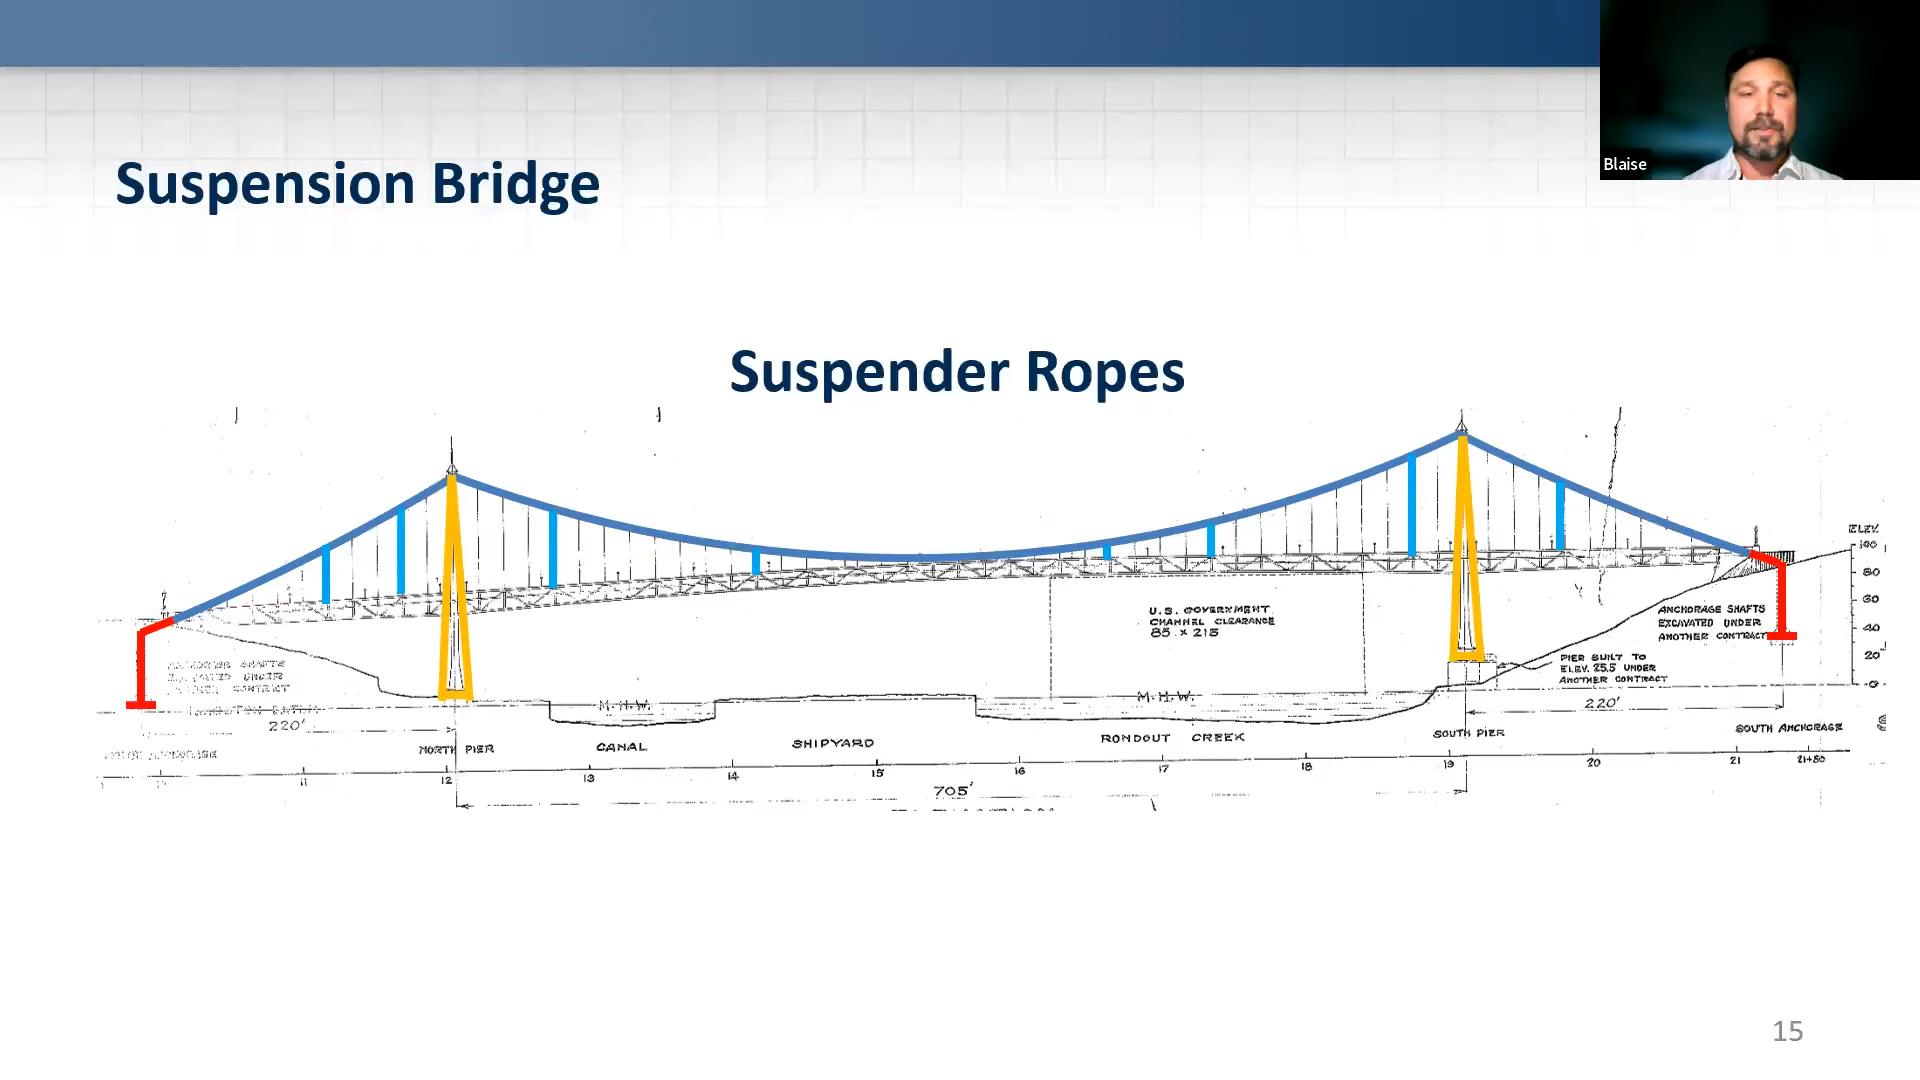 Blaise
Suspension Bridge
Suspender Ropes
ELEV.
100
80
60
40
20
0
U.S. GOVERNMENT
CHANNEL CLEARANCE
85 x 215
ANCHORAGE SHAFTS
EXCAVATED UNDER
ANOTHER CONTRACT
PIER BUILT TO
ELEV. 25.5 UNDER
ANOTHER CONTRACT
M.H.W.
M.H.W.
220'
220'
NORTH PIER
CANAL
SHIPYARD
RONDOUT CREEK
SOUTH PIER
SOUTH ANCHORAGE
11
12
13
14
15
16
17
18
19
20
21
21+50
705'
15